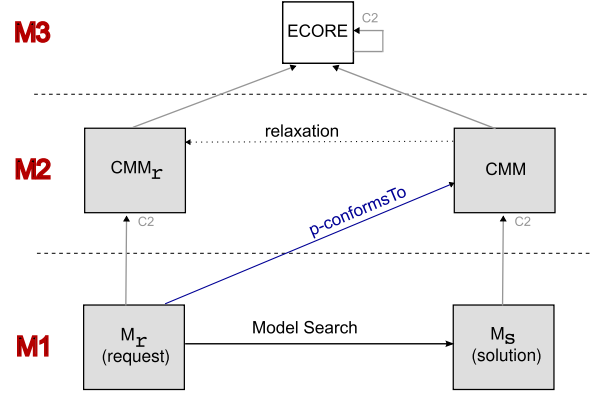 M3
C2
ECORE
relaxation
M2
CMMr
CMM
p-conformsTo
C2
C2
Model Search
M1
Mr
(request)
Ms
(solution)